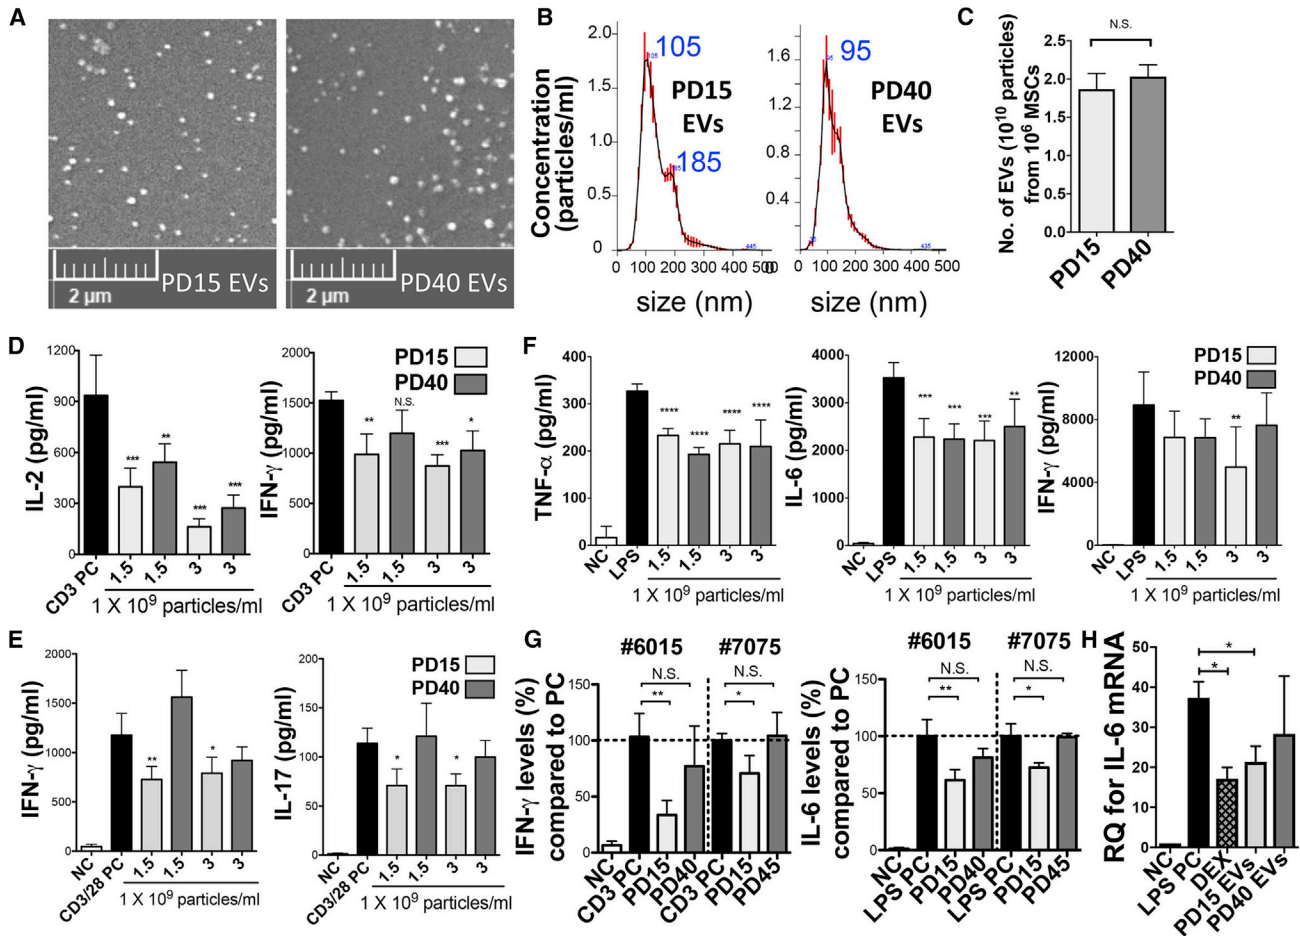 A
PD15 EVs
2 µm
PD40 EVs
2 µm
B
Concentration
(particles/ml)
2.0
1.5
1.0
0.5
0
105
105
PD15
EVs
185
445
0 100 200 300 400 500
size (nm)
1.6
1.2
0.8
0.4
0
95
95
PD40
EVs
435
0 100 200 300 400 500
size (nm)
C
No. of EVs (10¹⁰ particles)
from 10⁶ MSCs
N.S.
2.5
2.0
1.5
1.0
0.5
0.0
PD15
PD40
D
IL-2 (pg/ml)
1200
900
600
300
0
***
**
***
***
CD3 PC
1.5
1.5
3
3
1 X 10⁹ particles/ml
IFN-γ (pg/ml)
2000
1500
1000
500
0
PD15
PD40
**
N.S.
***
*
CD3 PC
1.5
1.5
3
3
1 X 10⁹ particles/ml
F
TNF-α (pg/ml)
400
300
200
100
0
****
****
****
****
NC
LPS
1.5
1.5
3
3
1 X 10⁹ particles/ml
IL-6 (pg/ml)
4000
3000
2000
1000
0
***
***
***
**
NC
LPS
1.5
1.5
3
3
1 X 10⁹ particles/ml
IFN-γ (pg/ml)
12000
8000
4000
0
PD15
PD40
**
NC
LPS
1.5
1.5
3
3
1 X 10⁹ particles/ml
E
IFN-γ (pg/ml)
2000
1500
1000
500
0
**
*
NC
CD3/28 PC
1.5
1.5
3
3
1 X 10⁹ particles/ml
IL-17 (pg/ml)
200
150
100
50
0
PD15
PD40
*
*
NC
CD3/28 PC
1.5
1.5
3
3
1 X 10⁹ particles/ml
G
IFN-γ levels (%)
compared to PC
#6015
#7075
150
100
50
0
N.S.
**
N.S.
*
NC
CD3 PC
PD15
PD40
CD3 PC
PD15
PD45
IL-6 levels (%)
compared to PC
#6015
#7075
150
100
50
0
N.S.
**
N.S.
*
NC
LPS PC
PD15
PD40
LPS PC
PD15
PD45
H
RQ for IL-6 mRNA
50
40
30
20
10
0
*
*
NC
LPS PC
DEX
PD15 EVs
PD40 EVs